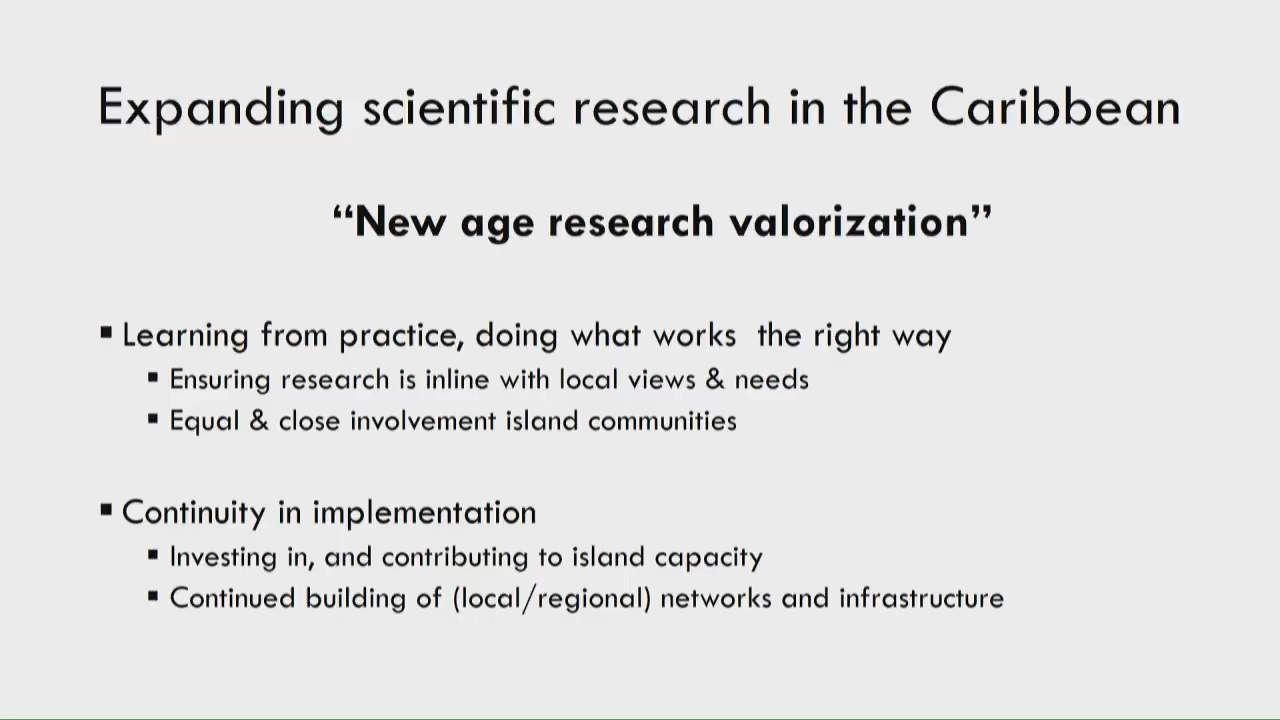 Expanding scientific research in the Caribbean
“New age research valorization”
▪ Learning from practice, doing what works  the right way
▪ Ensuring research is inline with local views & needs
▪ Equal & close involvement island communities
▪ Continuity in implementation
▪ Investing in, and contributing to island capacity
▪ Continued building of (local/regional) networks and infrastructure